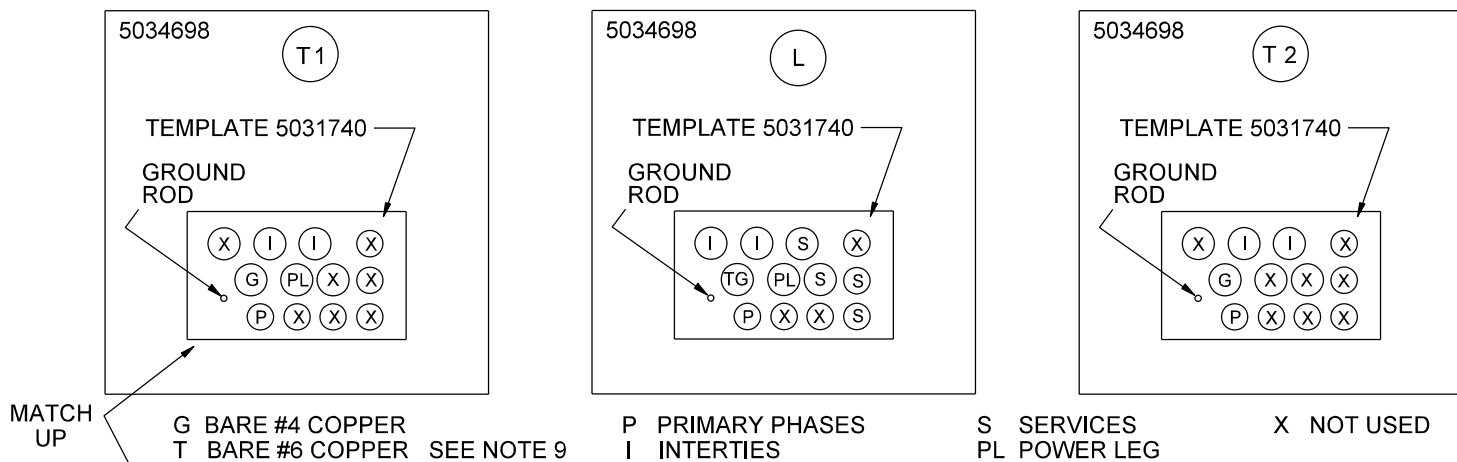 5034698
T1
TEMPLATE 5031740
GROUND
ROD
X I I X
G PL X X
P X X X
5034698
L
TEMPLATE 5031740
GROUND
ROD
I I S X
TG PL S S
P X X S
5034698
T 2
TEMPLATE 5031740
GROUND
ROD
X I I X
G X X X
P X X X
MATCH
UP
G BARE #4 COPPER
T BARE #6 COPPER SEE NOTE 9
P PRIMARY PHASES
I INTERTIES
S SERVICES
PL POWER LEG
X NOT USED